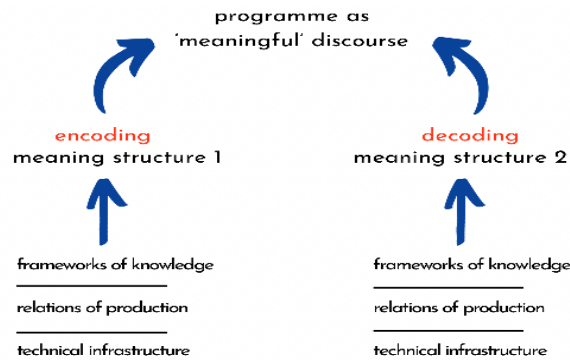 programme as
‘meaningful‘ discourse
encoding
meaning structure 1
decoding
meaning structure 2
frameworks of knowledge
relations of production
technical infrastructure
frameworks of knowledge
relations of production
technical infrastructure